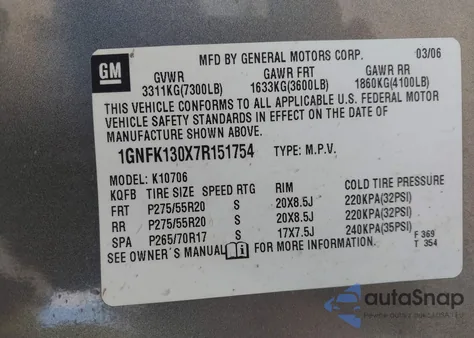 GM
MFD BY GENERAL MOTORS CORP. 03/06
GVWR GAWR FRT GAWR RR
3311KG(7300LB) 1633KG(3600LB) 1860KG(4100LB)
THIS VEHICLE CONFORMS TO ALL APPLICABLE U.S. FEDERAL MOTOR
VEHICLE SAFETY STANDARDS IN EFFECT ON THE DATE OF
MANUFACTURE SHOWN ABOVE.
1GNFK130X7R151754 TYPE: M.P.V.
MODEL: K10706
KQFB TIRE SIZE SPEED RTG RIM COLD TIRE PRESSURE
FRT P275/55R20 S 20X8.5J 220KPA(32PSI)
RR P275/55R20 S 20X8.5J 220KPA(32PSI)
SPA P265/70R17 S 17X7.5J 240KPA(35PSI)
SEE OWNER'S MANUAL FOR MORE INFORMATION.
F 369
T 354
autoSnap